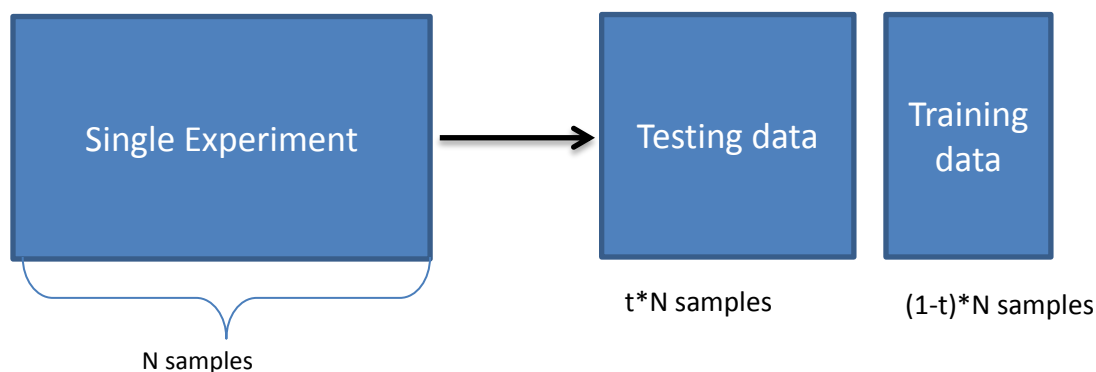 Single Experiment
Testing data
Training
data
t*N samples
(1-t)*N samples
N samples